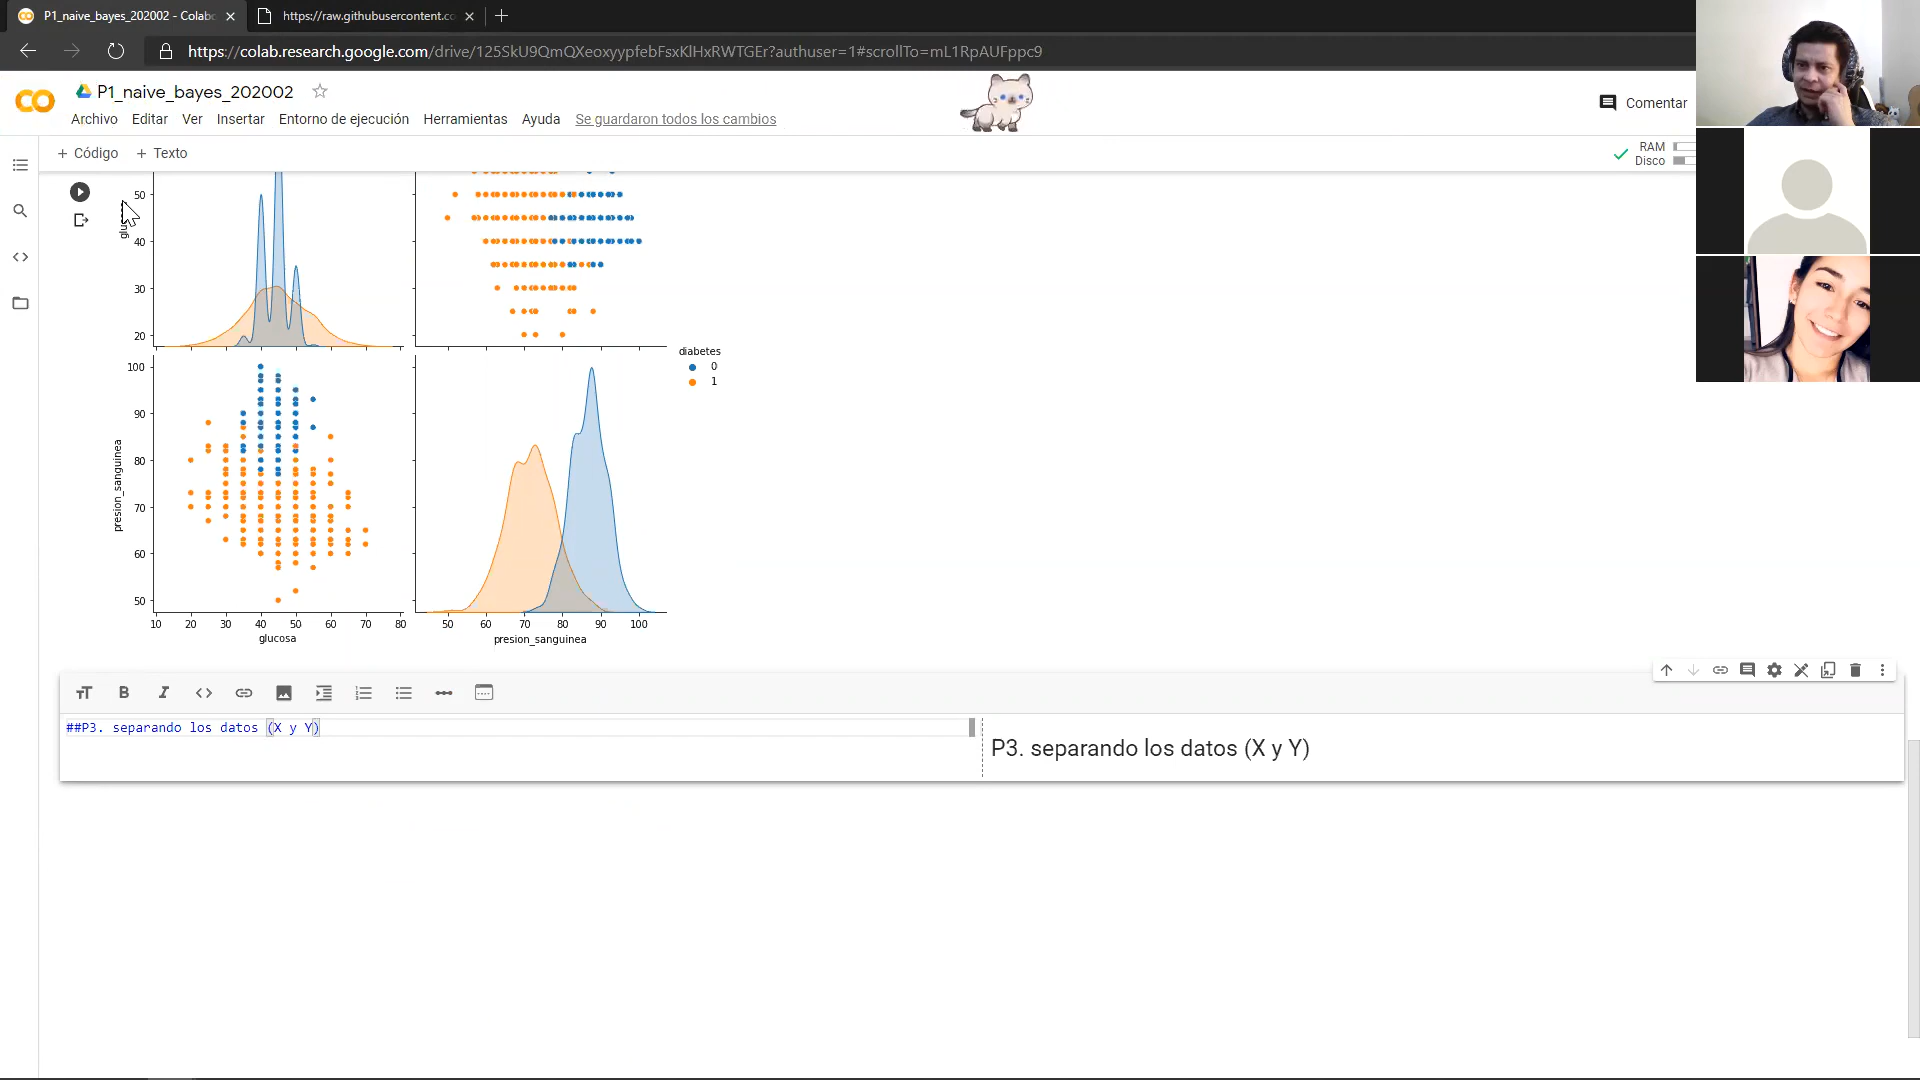 P1_naive_bayes_202002 - Colabo
https://raw.githubusercontent.co
https://colab.research.google.com/drive/125SkU9QmQXeoxyypfebFsxKlHxRWTGEr?authuser=1#scrollTo=mL1RpAUFppc9
P1_naive_bayes_202002
Archivo Editar Ver Insertar Entorno de ejecución Herramientas Ayuda Se guardaron todos los cambios
Comentar
+ Código + Texto
RAM
Disco
50
40
30
20
diabetes
0
1
100
90
80
70
60
50
presion_sanguinea
10 20 30 40 50 60 70 80
glucosa
50 60 70 80 90 100
presion_sanguinea
##P3. separando los datos (X y Y)
P3. separando los datos (X y Y)